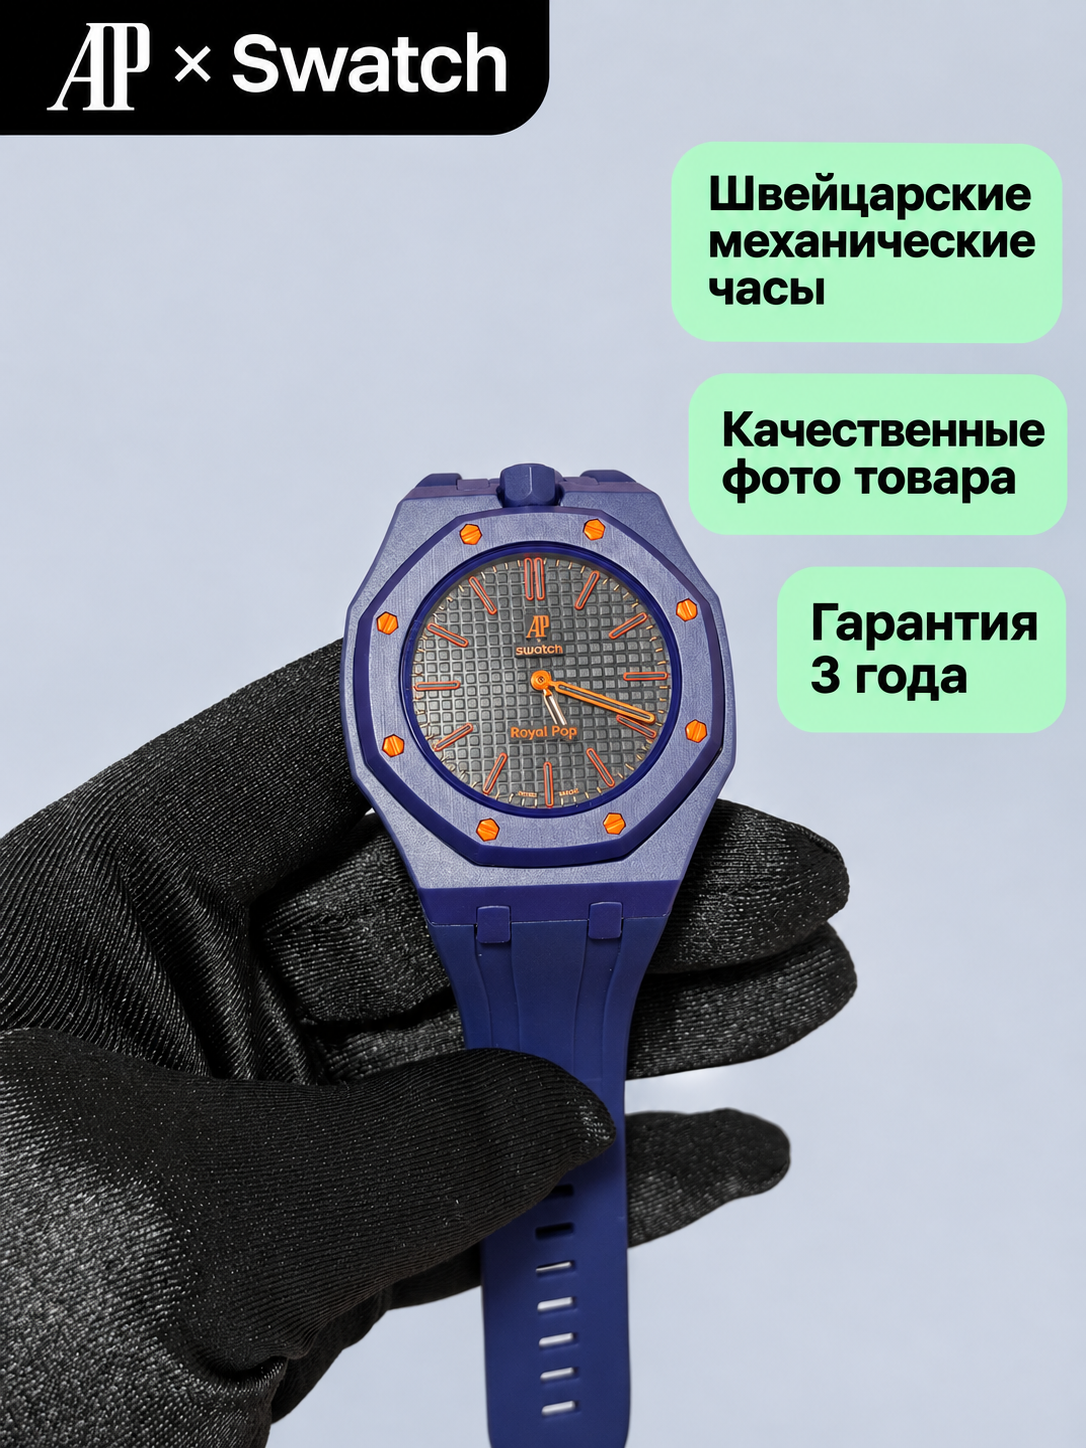 AP × Swatch
Швейцарские
механические
часы
Качественные
фото товара
Гарантия
3 года
AP
swatch
Royal Pop